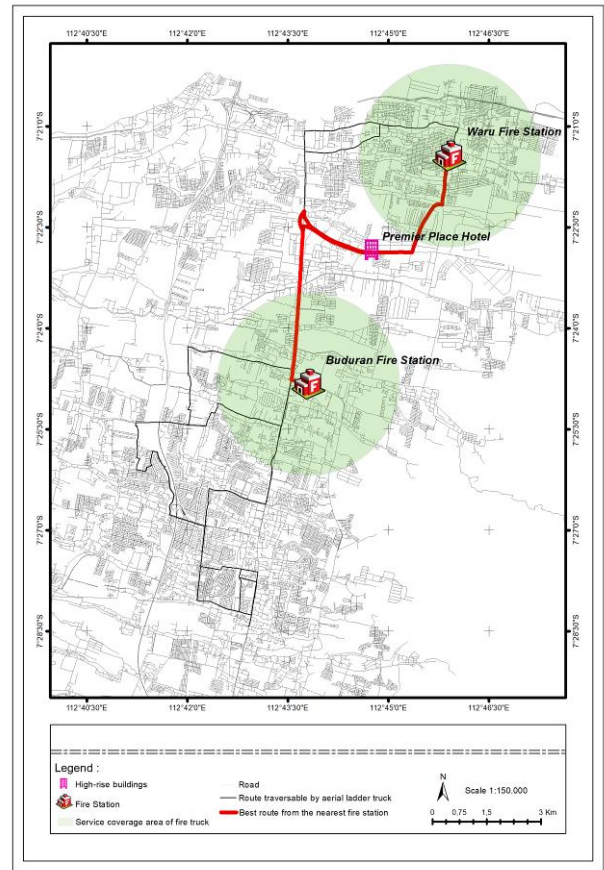 112°40'30"E 112°42'0"E 112°43'30"E 112°45'0"E 112°46'30"E
7°21'0"S 7°21'0"S
Waru Fire Station
7°22'30"S 7°22'30"S
Premier Place Hotel
7°24'0"S 7°24'0"S
Buduran Fire Station
7°25'30"S 7°25'30"S
7°27'0"S 7°27'0"S
7°28'30"S 7°28'30"S
112°40'30"E 112°42'0"E 112°43'30"E 112°45'0"E 112°46'30"E
Legend :
High-rise buildings
Fire Station
Service coverage area of fire truck
Road
Route traversable by aerial ladder truck
Best route from the nearest fire station
N
Scale 1:150.000
0 0,75 1,5 3 Km